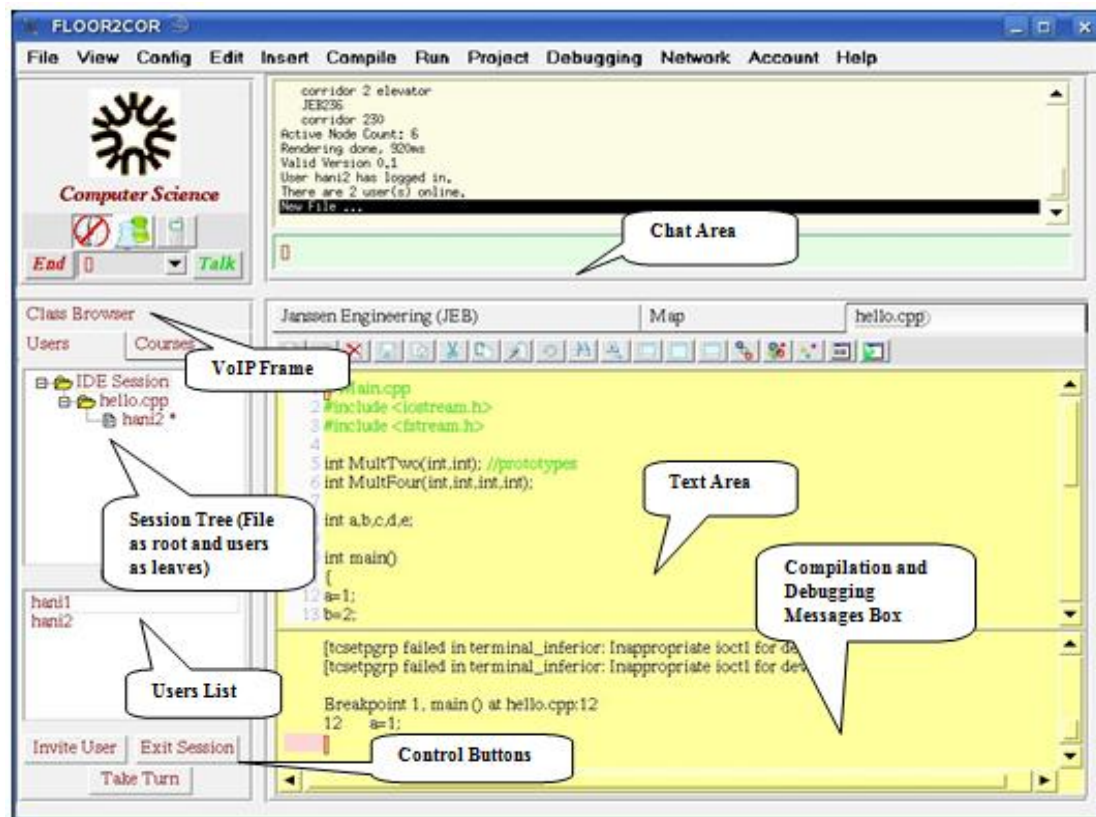 FLOOR2COR
File View Config Edit Insert Compile Run Project Debugging Network Account Help
corridor 2 elevator
JEB236
corridor 230
Active Node Count: 6
Rendering done, 920ms
Valid Version 0.1
User hani2 has logged in.
There are 2 user(s) online.
New File ...
Computer Science
End Talk
Chat Area
Class Browser
Users Courses
VoIP Frame
Janssen Engineering (JEB) Map hello.cpp
IDE Session
hello.cpp
hani2 *
Session Tree (File
as root and users
as leaves)
Main.cpp
2 #include <iostream.h>
3 #include <fstream.h>
4
5 int MultTwo(int,int); //prototypes
6 int MultFour(int,int,int,int);
7
int a,b,c,d,e;
int main()
{
12 a=1;
13 b=2;
Text Area
Compilation and
Debugging
Messages Box
hani1
hani2
Users List
[tcsetpgrp failed in terminal_inferior: Inappropriate ioctl for de
[tcsetpgrp failed in terminal_inferior: Inappropriate ioctl for dev
Breakpoint 1, main () at hello.cpp:12
12 a=1;
Invite User Exit Session
Take Turn
Control Buttons